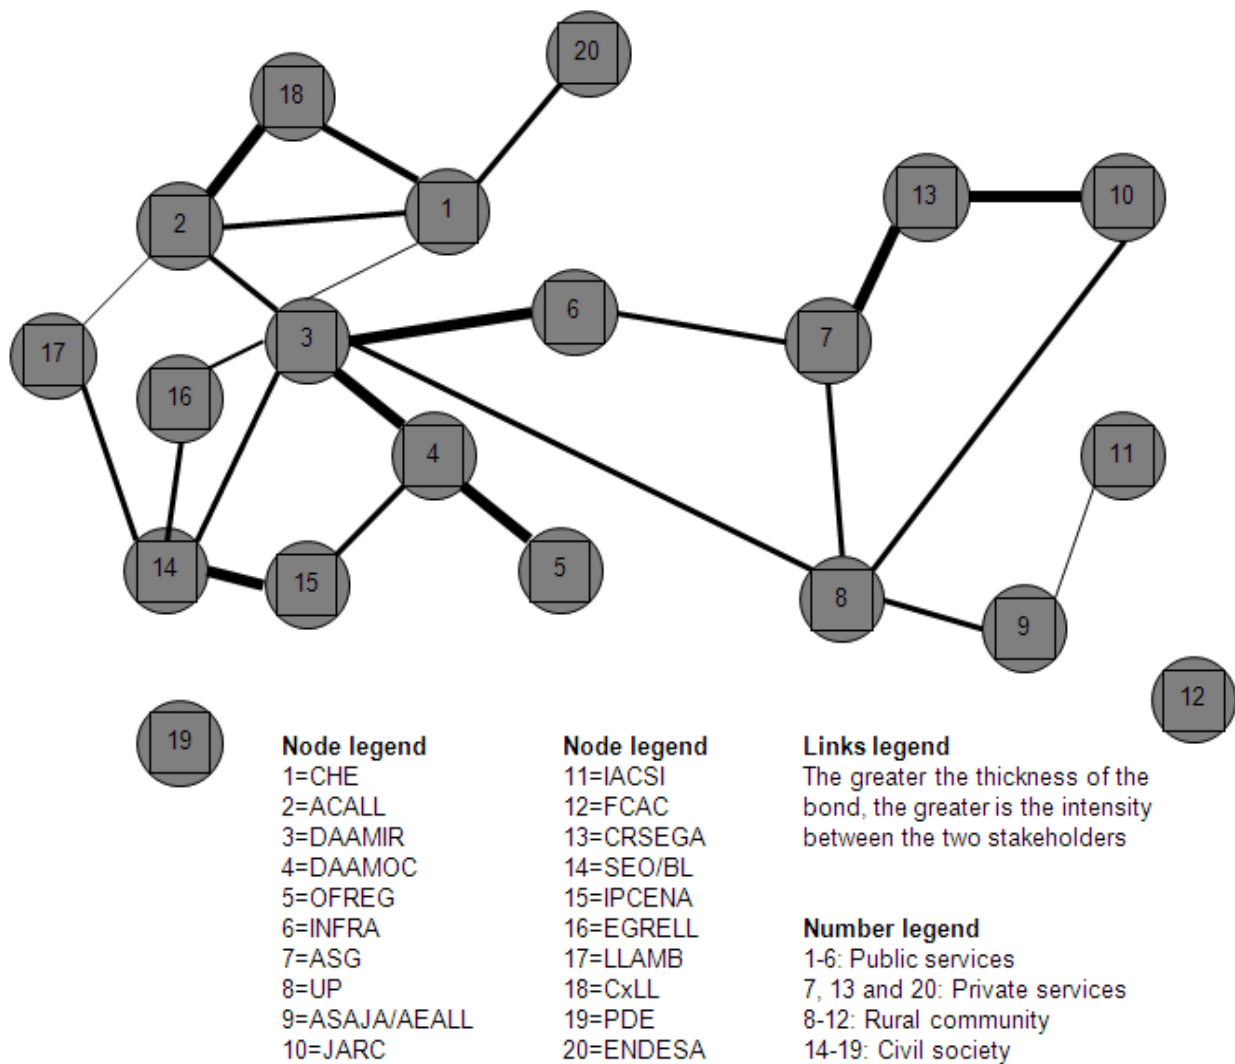 20
18
13
10
1
2
6
7
3
17
16
4
11
14
15
5
8
9
12
19
Node legend
1=CHE
2=ACALL
3=DAAMIR
4=DAAMOC
5=OFREG
6=INFRA
7=ASG
8=UP
9=ASAJA/AEALL
10=JARC
Node legend
11=IACSI
12=FCAC
13=CRSEGA
14=SEO/BL
15=IPCENA
16=EGRELL
17=LLAMB
18=CxLL
19=PDE
20=ENDESA
Links legend
The greater the thickness of the
bond, the greater is the intensity
between the two stakeholders
Number legend
1-6: Public services
7, 13 and 20: Private services
8-12: Rural community
14-19: Civil society